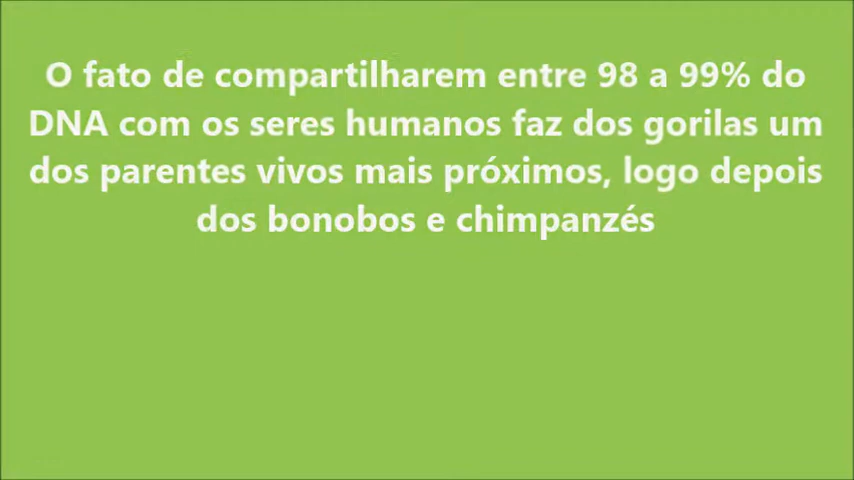 O fato de compartilharem entre 98 a 99% do
DNA com os seres humanos faz dos gorilas um
dos parentes vivos mais próximos, logo depois
dos bonobos e chimpanzés